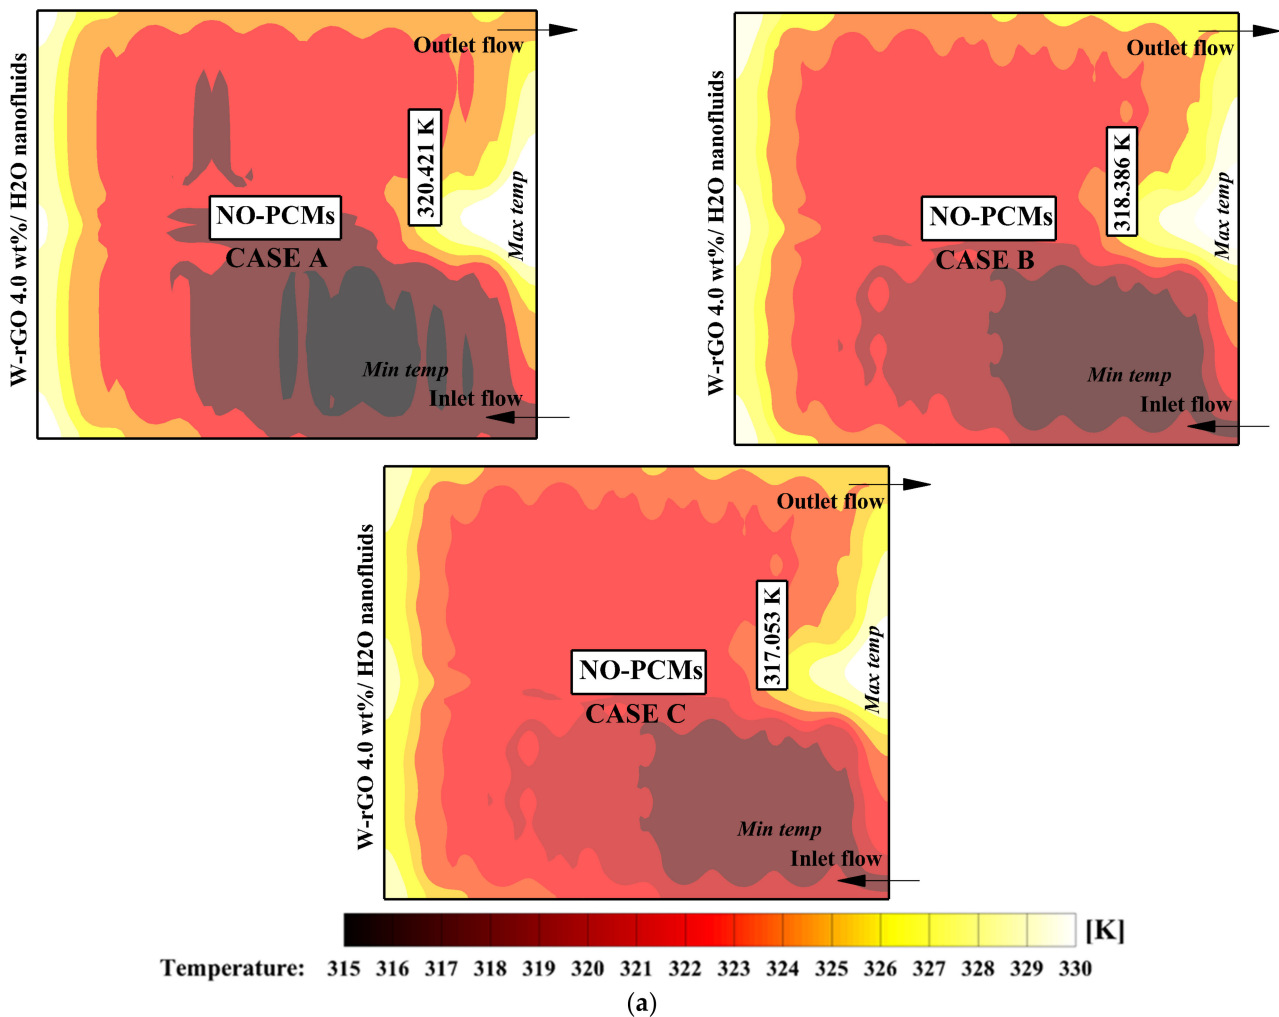 W-rGO 4.0 wt%/ H2O nanofluids
Outlet flow
320.421 K
NO-PCMs
CASE A
Max temp
Min temp
Inlet flow
W-rGO 4.0 wt%/ H2O nanofluids
Outlet flow
318.386 K
NO-PCMs
CASE B
Max temp
Min temp
Inlet flow
W-rGO 4.0 wt%/ H2O nanofluids
Outlet flow
317.053 K
NO-PCMs
CASE C
Max temp
Min temp
Inlet flow
[K]
Temperature: 315 316 317 318 319 320 321 322 323 324 325 326 327 328 329 330
(a)